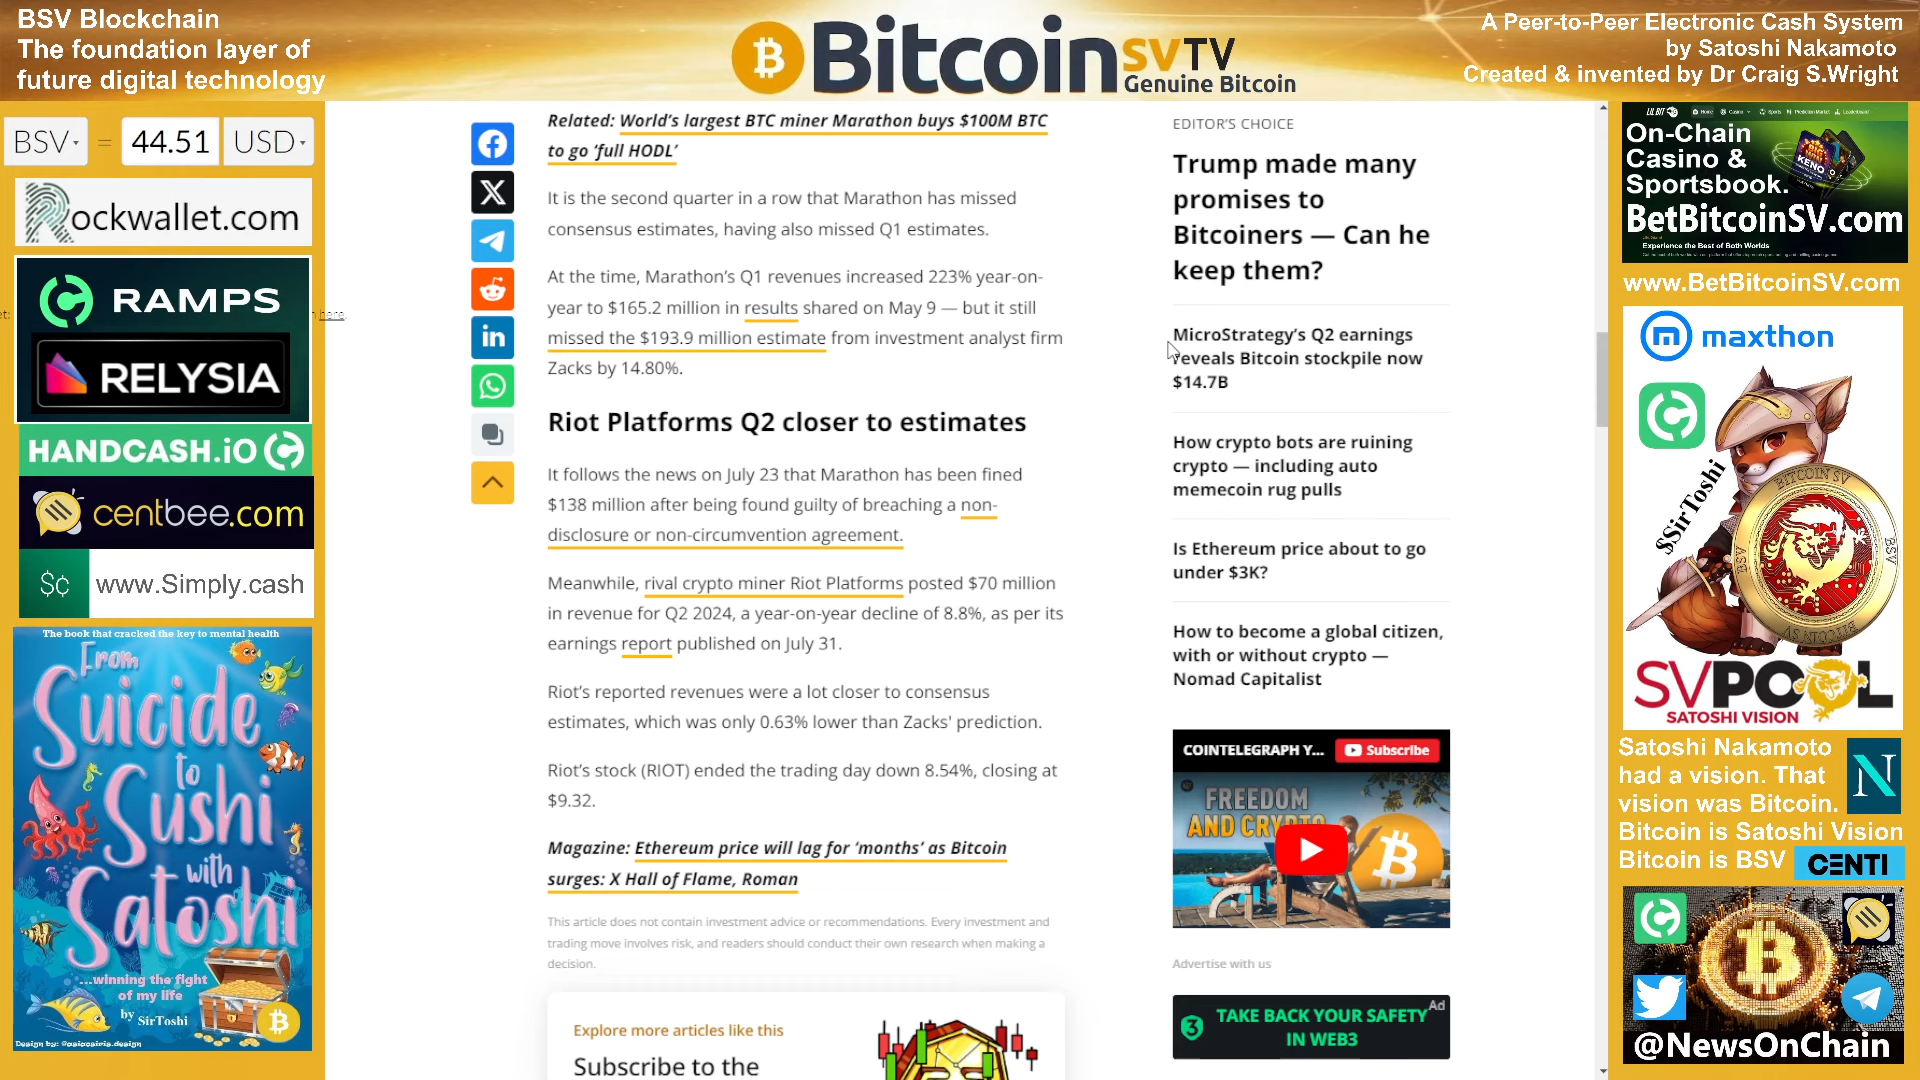 BSV Blockchain
The foundation layer of
future digital technology
Bitcoin SVTV
Genuine Bitcoin
A Peer-to-Peer Electronic Cash System
by Satoshi Nakamoto
Created & invented by Dr Craig S.Wright
BSV = 44.51 USD
Rockwallet.com
RAMPS
here
RELYSIA
HANDCASH.iO
centbee.com
$c www.Simply.cash
The book that cracked the key to mental health
From
Suicide
to
Sushi
with
Satoshi
...winning the fight
of my life
by SirToshi
Related: World's largest BTC miner Marathon buys $100M BTC
to go ‘full HODL’
It is the second quarter in a row that Marathon has missed
consensus estimates, having also missed Q1 estimates.
At the time, Marathon’s Q1 revenues increased 223% year-on-
year to $165.2 million in results shared on May 9 — but it still
missed the $193.9 million estimate from investment analyst firm
Zacks by 14.80%.
Riot Platforms Q2 closer to estimates
It follows the news on July 23 that Marathon has been fined
$138 million after being found guilty of breaching a non-
disclosure or non-circumvention agreement.
Meanwhile, rival crypto miner Riot Platforms posted $70 million
in revenue for Q2 2024, a year-on-year decline of 8.8%, as per its
earnings report published on July 31.
Riot’s reported revenues were a lot closer to consensus
estimates, which was only 0.63% lower than Zacks' prediction.
Riot’s stock (RIOT) ended the trading day down 8.54%, closing at
$9.32.
Magazine: Ethereum price will lag for ‘months’ as Bitcoin
surges: X Hall of Flame, Roman
This article does not contain investment advice or recommendations. Every investment and
trading move involves risk, and readers should conduct their own research when making a
decision.
Explore more articles like this
Subscribe to the
EDITOR’S CHOICE
Trump made many
promises to
Bitcoiners — Can he
keep them?
MicroStrategy’s Q2 earnings
reveals Bitcoin stockpile now
$14.7B
How crypto bots are ruining
crypto — including auto
memecoin rug pulls
Is Ethereum price about to go
under $3K?
How to become a global citizen,
with or without crypto —
Nomad Capitalist
COINTELEGRAPH Y... Subscribe
FREEDOM
AND CRYPTO
Advertise with us
TAKE BACK YOUR SAFETY
IN WEB3
Ad
On-Chain
Casino &
Sportsbook.
KENO
BetBitcoinSV.com
Experience the Best of Both Worlds
www.BetBitcoinSV.com
maxthon
$SirToshi
BITCOIN SV
BSV
BSV
SVPOOL
SATOSHI VISION
Satoshi Nakamoto
had a vision. That
vision was Bitcoin.
Bitcoin is Satoshi Vision
Bitcoin is BSV CENTI
@NewsOnChain